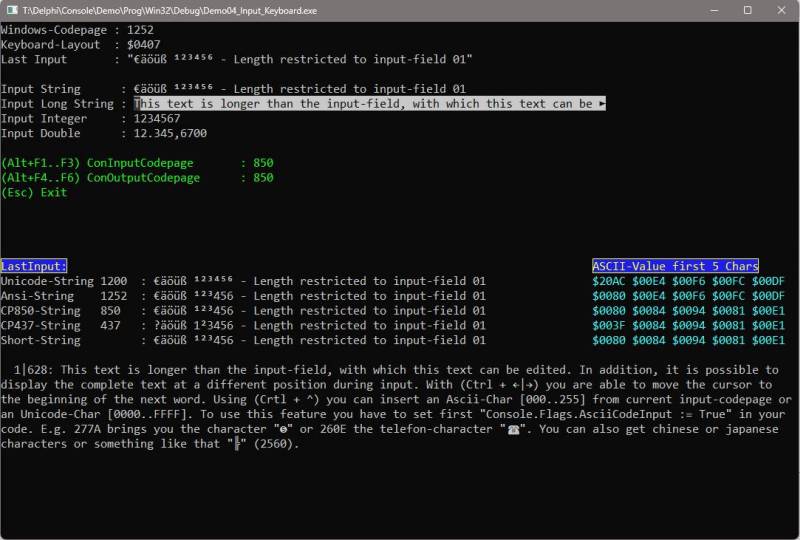 T:\Delphi\Console\Demo\Prog\Win32\Debug\Demo04_Input_Keyboard.exe
Windows-Codepage : 1252
Keyboard-Layout : $0407
Last Input : "€äöüß ¹²³⁴⁵⁶ - Length restricted to input-field 01"
Input String : €äöüß ¹²³⁴⁵⁶ - Length restricted to input-field 01
Input Long String : This text is longer than the input-field, with which this text can be ►
Input Integer : 1234567
Input Double : 12.345,6700
(Alt+F1..F3) ConInputCodepage : 850
(Alt+F4..F6) ConOutputCodepage : 850
(Esc) Exit
LastInput: ASCII-Value first 5 Chars
Unicode-String 1200 : €äöüß ¹²³⁴⁵⁶ - Length restricted to input-field 01 $20AC $00E4 $00F6 $00FC $00DF
Ansi-String 1252 : €äöüß ¹²³456 - Length restricted to input-field 01 $0080 $00E4 $00F6 $00FC $00DF
CP850-String 850 : €äöüß ¹²³456 - Length restricted to input-field 01 $0080 $0084 $0094 $0081 $00E1
CP437-String 437 : ?äöüß 1²3456 - Length restricted to input-field 01 $003F $0084 $0094 $0081 $00E1
Short-String : €äöüß ¹²³456 - Length restricted to input-field 01 $0080 $0084 $0094 $0081 $00E1
1|628: This text is longer than the input-field, with which this text can be edited. In addition, it is possible to
display the complete text at a different position during input. With (Ctrl + ←|→) you are able to move the cursor to
the beginning of the next word. Using (Crtl + ^) you can insert an Ascii-Char [000..255] from current input-codepage or
an Unicode-Char [0000..FFFF]. To use this feature you have to set first "Console.Flags.AsciiCodeInput := True" in your
code. E.g. 277A brings you the character "❺" or 260E the telefon-character "☎". You can also get chinese or japanese
characters or something like that "╠" (2560).